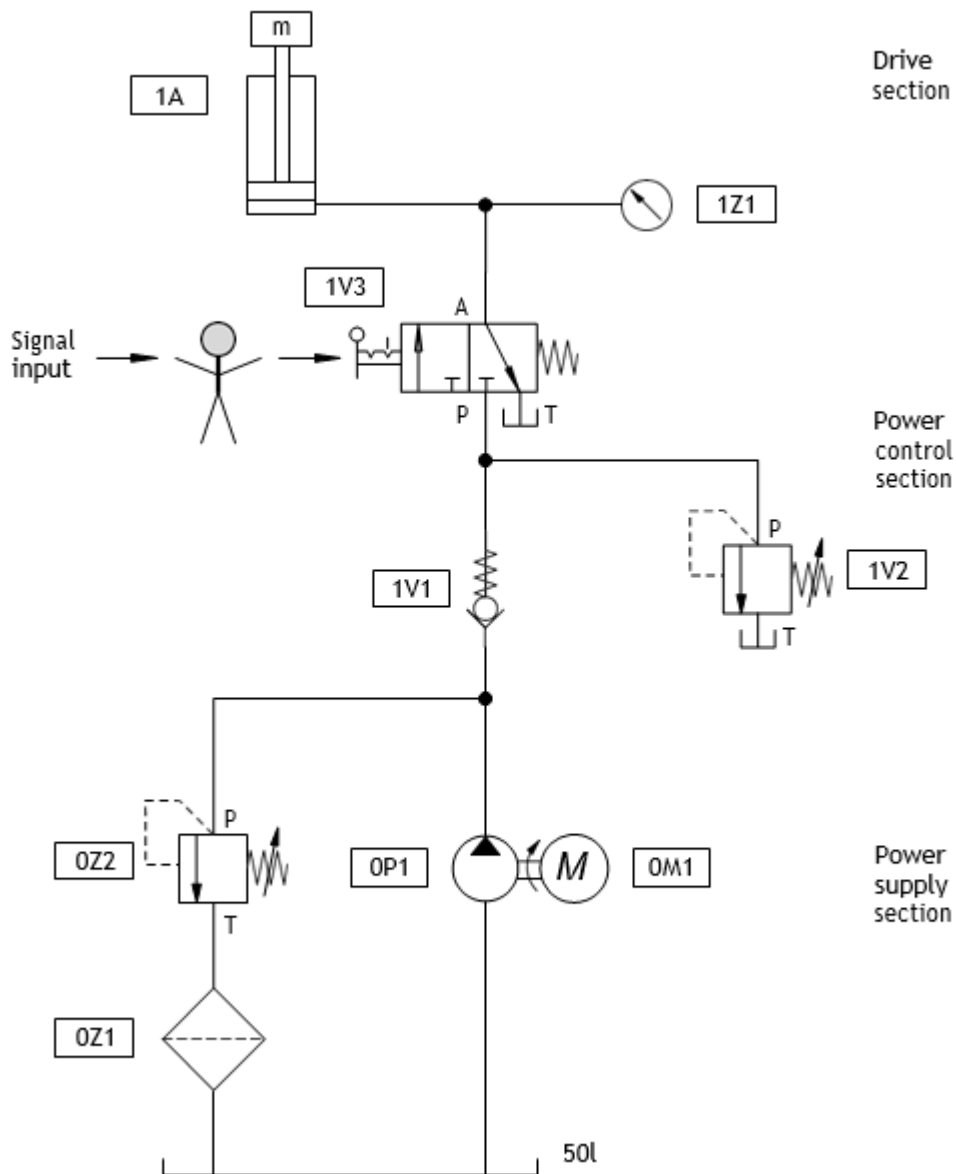 m
Drive
section
1A
1Z1
1V3
A
Signal
input
P
T
Power
control
section
P
1V1
1V2
T
P
0Z2
0P1
M
0M1
Power
supply
section
T
0Z1
50l